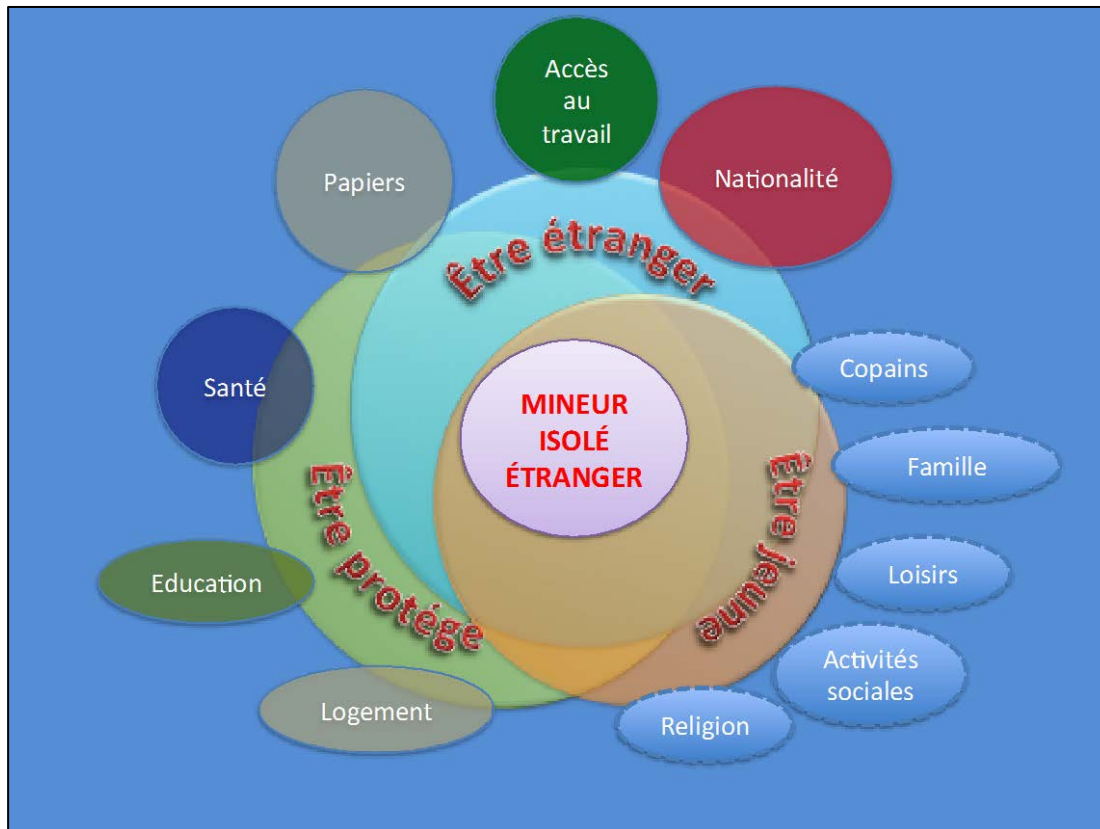 Accès
au
travail
Papiers
Nationalité
Être étranger
Copains
Santé
MINEUR
ISOLÉ
ÉTRANGER
Famille
Être protége
Être jeune
Education
Loisirs
Activités
sociales
Logement
Religion